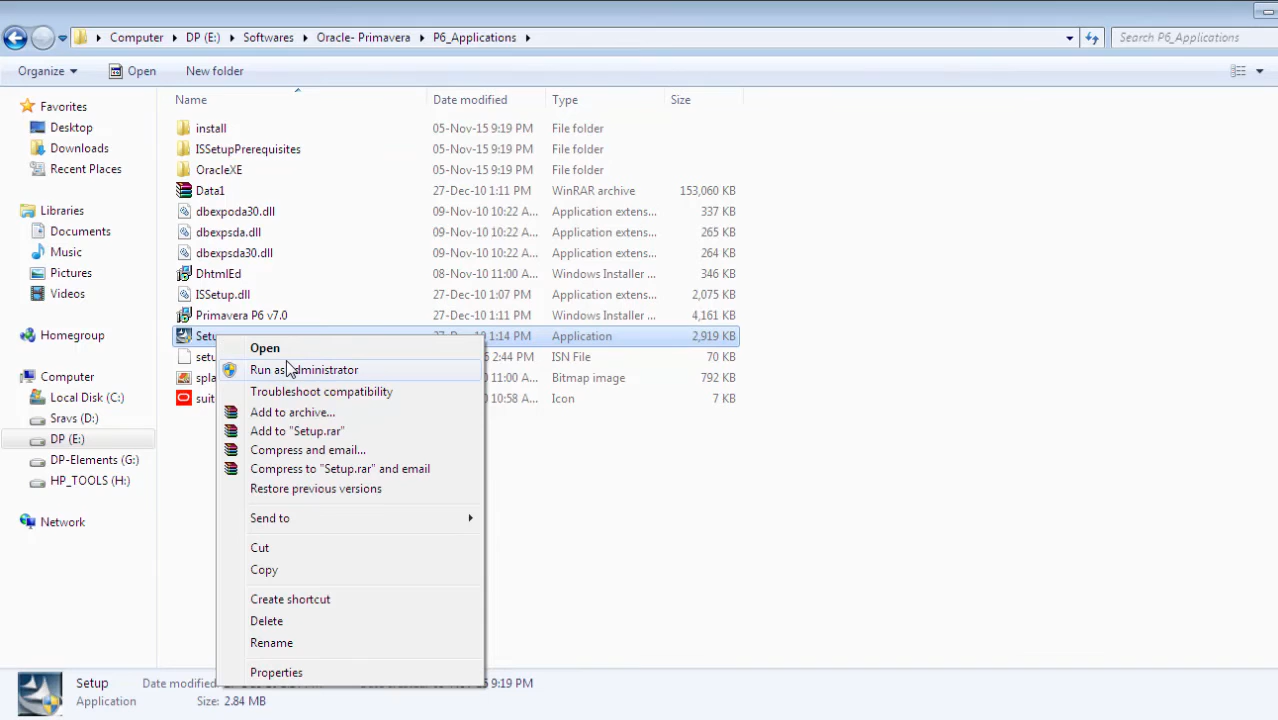 Computer DP (E:) Softwares Oracle- Primavera P6_Applications Search P6_Applications
Organize Open New folder
Name Date modified Type Size
Favorites
Desktop
Downloads
Recent Places
Libraries
Documents
Music
Pictures
Videos
Homegroup
Computer
Local Disk (C:)
Sravs (D:)
DP (E:)
DP-Elements (G:)
HP_TOOLS (H:)
Network
install 05-Nov-15 9:19 PM File folder
ISSetupPrerequisites 05-Nov-15 9:19 PM File folder
OracleXE 05-Nov-15 9:19 PM File folder
Data1 27-Dec-10 1:11 PM WinRAR archive 153,060 KB
dbexpoda30.dll 09-Nov-10 10:22 A... Application extens... 337 KB
dbexpsda.dll 09-Nov-10 10:22 A... Application extens... 265 KB
dbexpsda30.dll 09-Nov-10 10:22 A... Application extens... 264 KB
DhtmlEd 08-Nov-10 11:00 A... Windows Installer ... 346 KB
ISSetup.dll 27-Dec-10 1:07 PM Application extens... 2,075 KB
Primavera P6 v7.0 27-Dec-10 1:11 PM Windows Installer ... 4,161 KB
Setu 1:14 PM Application 2,919 KB
setu 2:44 PM ISN File 70 KB
spla 11:00 A... Bitmap image 792 KB
suit 10:58 A... Icon 7 KB
Open
Run as administrator
Troubleshoot compatibility
Add to archive...
Add to "Setup.rar"
Compress and email...
Compress to "Setup.rar" and email
Restore previous versions
Send to
Cut
Copy
Create shortcut
Delete
Rename
Properties
Setup Date modified: 9:19 PM
Application Size: 2.84 MB